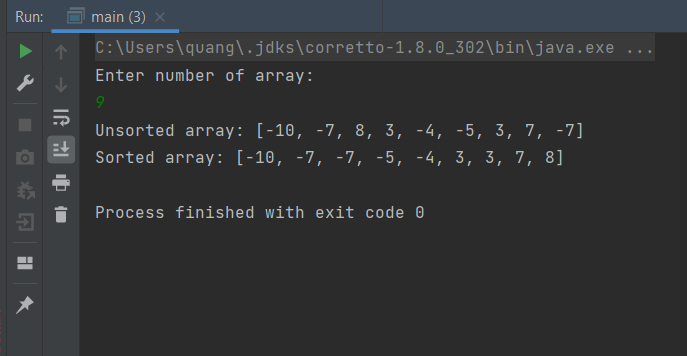 Run: main (3)
C:\Users\quang\.jdks\corretto-1.8.0_302\bin\java.exe ...
Enter number of array:
9
Unsorted array: [-10, -7, 8, 3, -4, -5, 3, 7, -7]
Sorted array: [-10, -7, -7, -5, -4, 3, 3, 7, 8]
Process finished with exit code 0